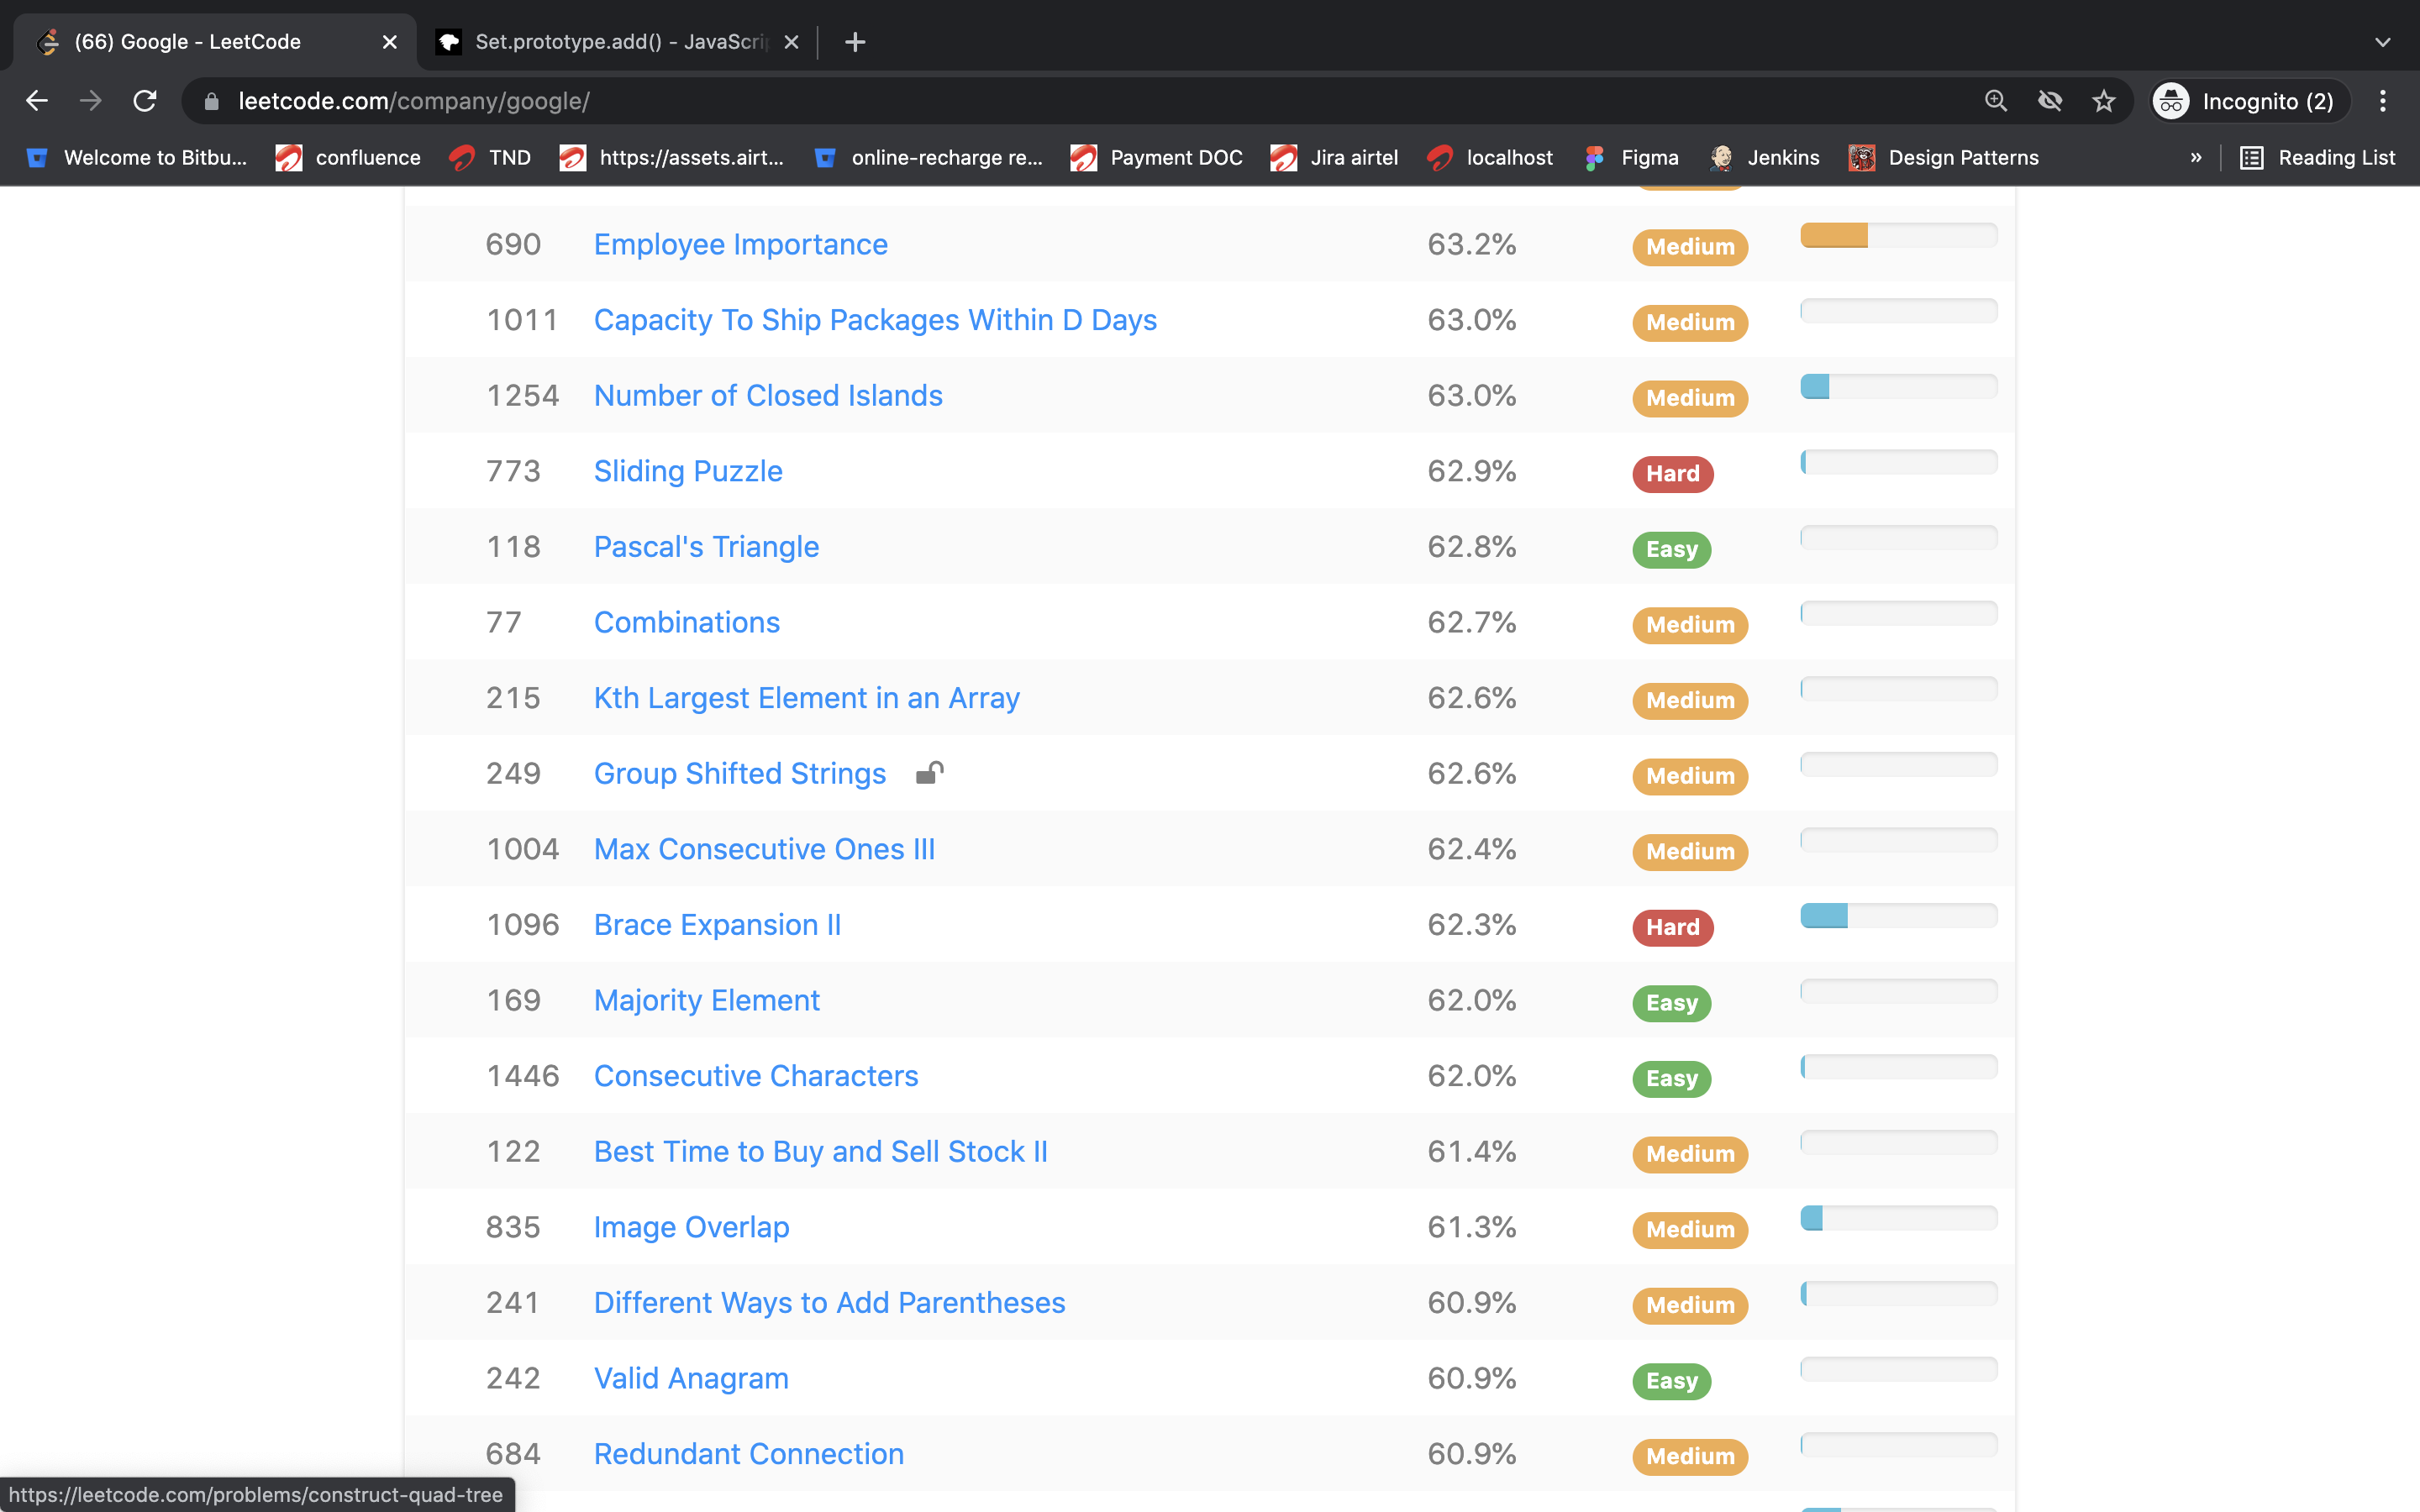 (66) Google - LeetCode
Set.prototype.add() - JavaScri
leetcode.com/company/google/
Incognito (2)
Welcome to Bitbu...
confluence
TND
https://assets.airt...
online-recharge re...
Payment DOC
Jira airtel
localhost
Figma
Jenkins
Design Patterns
»
Reading List
690 Employee Importance 63.2% Medium
1011 Capacity To Ship Packages Within D Days 63.0% Medium
1254 Number of Closed Islands 63.0% Medium
773 Sliding Puzzle 62.9% Hard
118 Pascal's Triangle 62.8% Easy
77 Combinations 62.7% Medium
215 Kth Largest Element in an Array 62.6% Medium
249 Group Shifted Strings 62.6% Medium
1004 Max Consecutive Ones III 62.4% Medium
1096 Brace Expansion II 62.3% Hard
169 Majority Element 62.0% Easy
1446 Consecutive Characters 62.0% Easy
122 Best Time to Buy and Sell Stock II 61.4% Medium
835 Image Overlap 61.3% Medium
241 Different Ways to Add Parentheses 60.9% Medium
242 Valid Anagram 60.9% Easy
684 Redundant Connection 60.9% Medium
https://leetcode.com/problems/construct-quad-tree